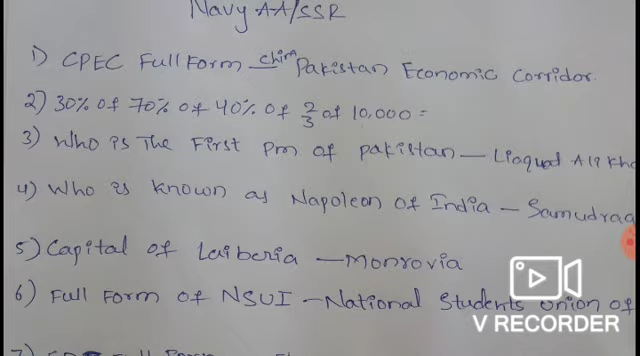 Navy AA/SSR
1) CPEC Full Form — China Pakistan Economic Corridor.
2) 30% of 70% of 40% of 2/3 of 10,000 =
3) Who is The First Pm of Pakistan — Liaquat Ali Kha
4) Who is known as Napoleon of India — Samudrag
5) Capital of Laiberia — Monrovia
6) Full Form of NSUI — National Students Union of
V RECORDER